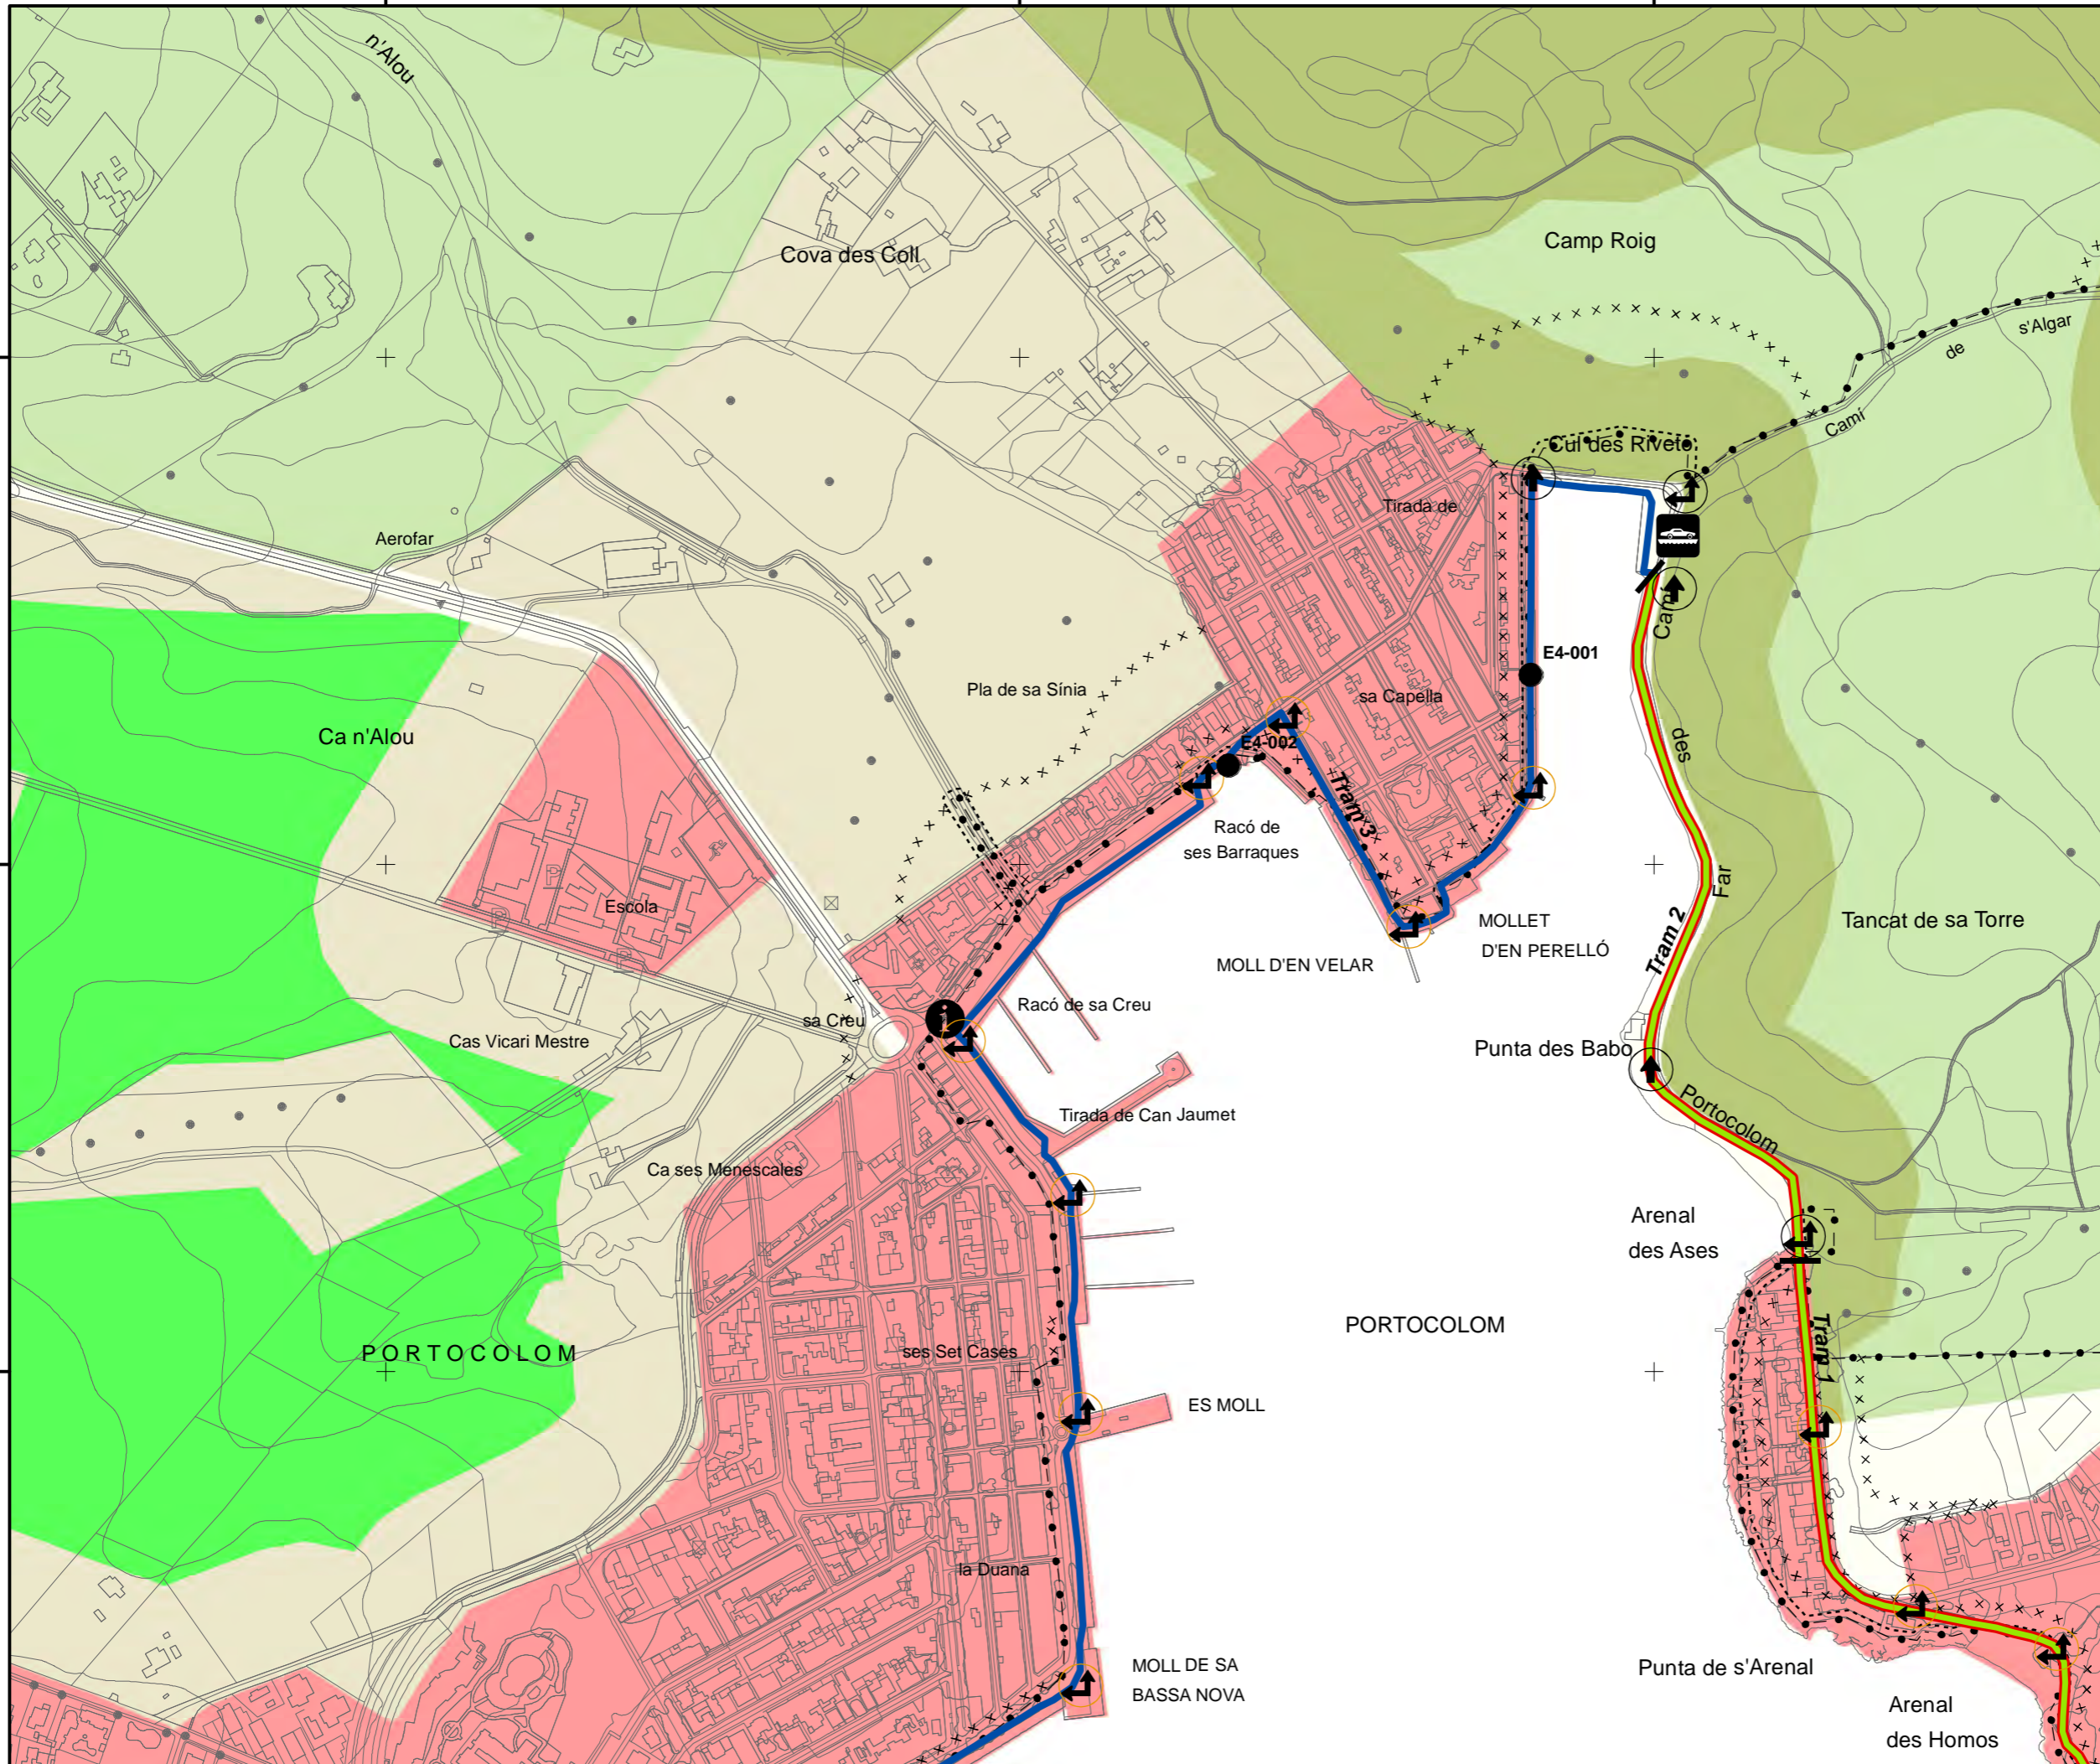 n'Alou
Cova des Coll
Camp Roig
s'Algar
de
Camí
Cul des Rivetó
Tirada de
Aerofar
Camí
E4-001
Pla de sa Sínia
sa Capella
Ca n'Alou
des
E4-002
Tram 3
Racó de
ses Barraques
Far
Escola
P
P
P
Tancat de sa Torre
MOLLET
D'EN PERELLÓ
Tram 2
MOLL D'EN VELAR
Racó de sa Creu
sa Creu
Cas Vicari Mestre
Punta des Babo
Portocolom
Tirada de Can Jaumet
Ca ses Menescales
Arenal
des Ases
PORTOCOLOM
Tram 1
PORTOCOLOM
ses Set Cases
ES MOLL
la Duana
MOLL DE SA
BASSA NOVA
Punta de s'Arenal
Arenal
des Homos